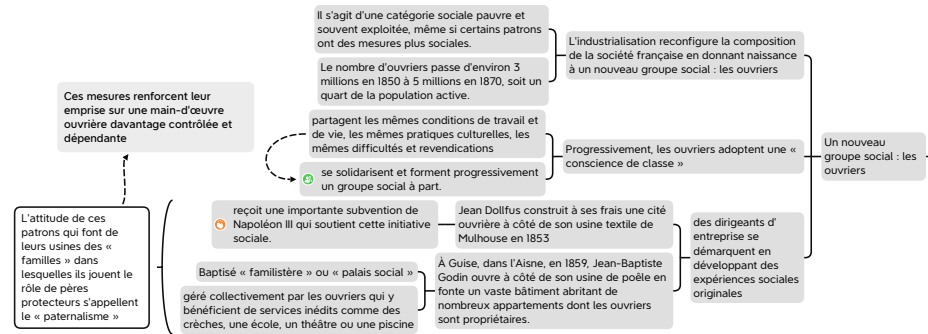 Il s'agit d'une catégorie sociale pauvre et
souvent exploitée, même si certains patrons
ont des mesures plus sociales.
Le nombre d'ouvriers passe d'environ 3
millions en 1850 à 5 millions en 1870, soit un
quart de la population active.
L'industrialisation reconfigure la composition
de la société française en donnant naissance
à un nouveau groupe social : les ouvriers
Ces mesures renforcent leur
emprise sur une main-d'œuvre
ouvrière davantage contrôlée et
dépendante
partagent les mêmes conditions de travail et
de vie, les mêmes pratiques culturelles, les
mêmes difficultés et revendications
se solidarisent et forment progressivement
un groupe social à part.
Progressivement, les ouvriers adoptent une «
conscience de classe »
Un nouveau
groupe social : les
ouvriers
L'attitude de ces
patrons qui font de
leurs usines des «
familles » dans
lesquelles ils jouent le
rôle de pères
protecteurs s'appellent
le « paternalisme »
reçoit une importante subvention de
Napoléon III qui soutient cette initiative
sociale.
Jean Dollfus construit à ses frais une cité
ouvrière à côté de son usine textile de
Mulhouse en 1853
des dirigeants d'
entreprise se
démarquent en
développant des
expériences sociales
originales
Baptisé « familistère » ou « palais social »
géré collectivement par les ouvriers qui y
bénéficient de services inédits comme des
crèches, une école, un théâtre ou une piscine
À Guise, dans l'Aisne, en 1859, Jean-Baptiste
Godin ouvre à côté de son usine de poêle en
fonte un vaste bâtiment abritant de
nombreux appartements dont les ouvriers
sont propriétaires.